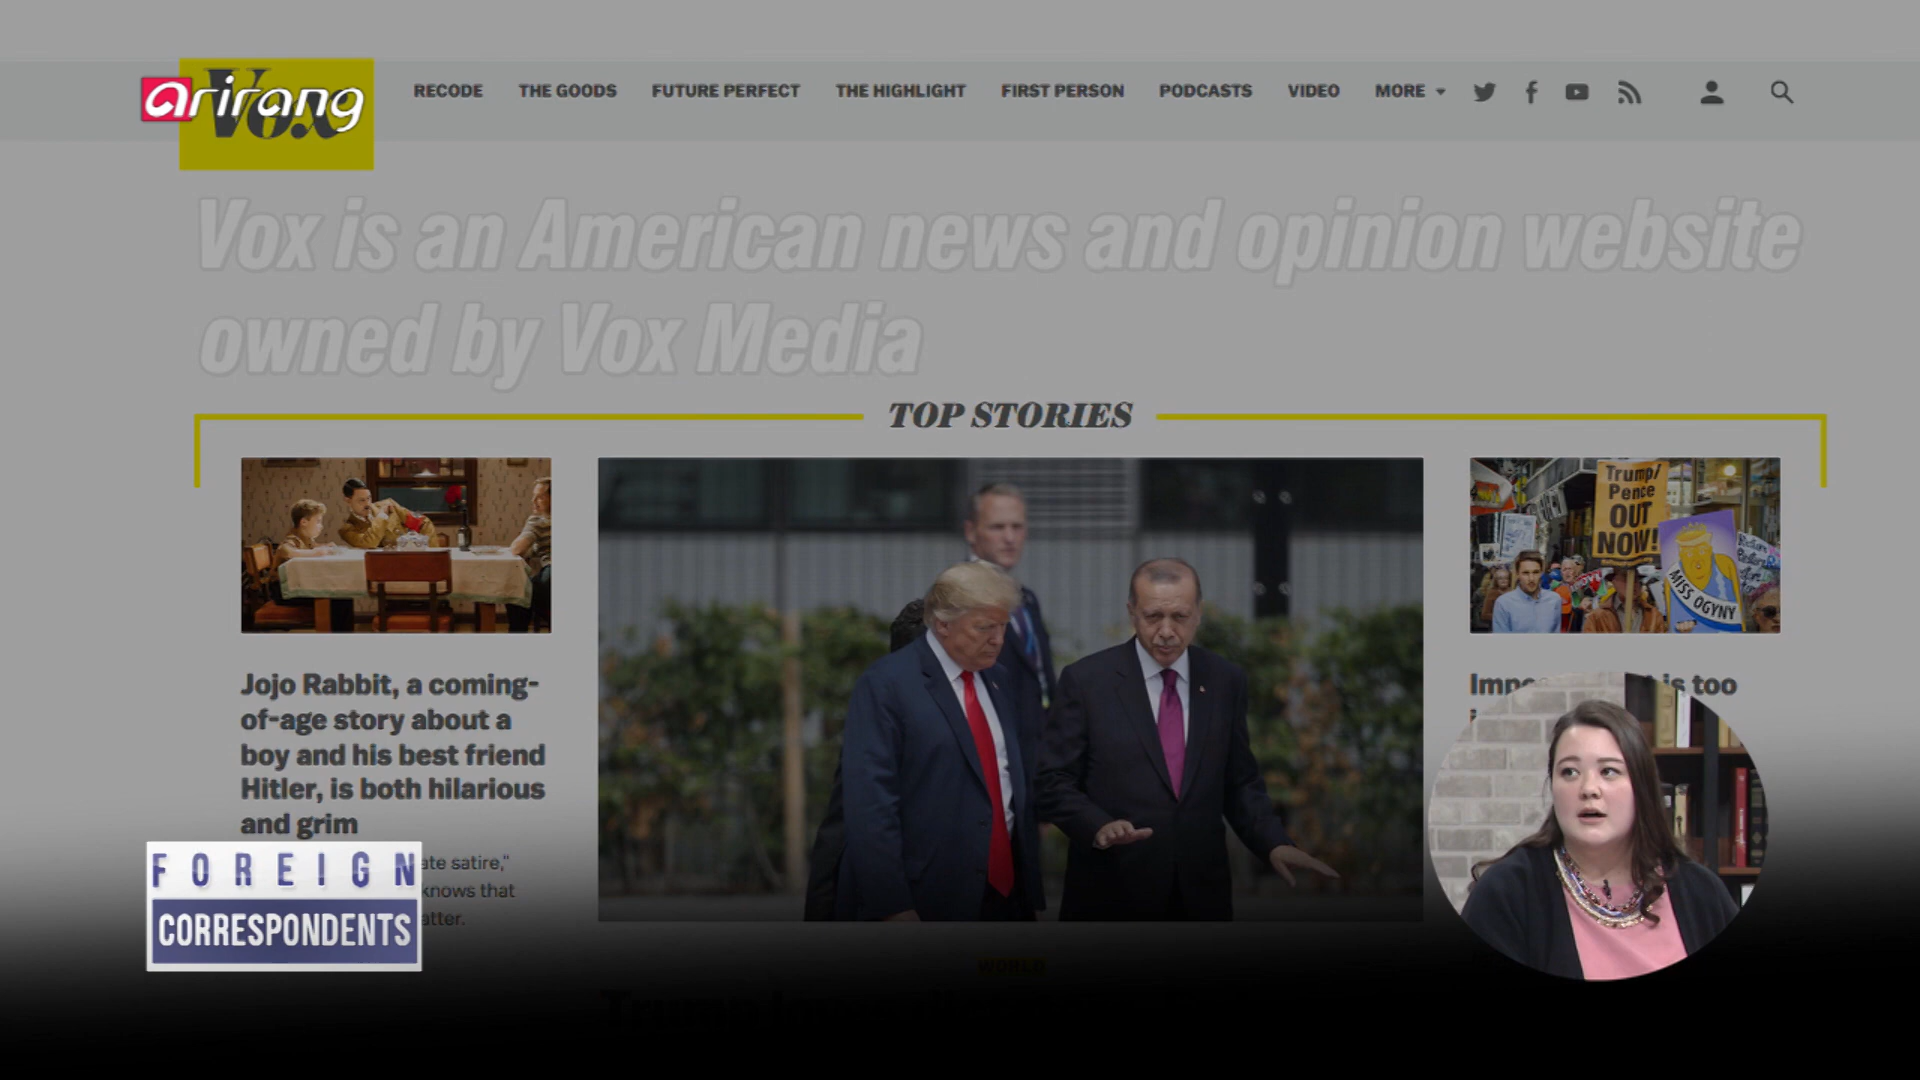 arirang
Vox
RECODE THE GOODS FUTURE PERFECT THE HIGHLIGHT FIRST PERSON PODCASTS VIDEO MORE
Vox is an American news and opinion website
owned by Vox Media
TOP STORIES
Trump/
Pence
OUT
NOW!
MISS OGYNY
Jojo Rabbit, a coming-
of-age story about a
boy and his best friend
Hitler, is both hilarious
and grim
is too
FOREIGN
CORRESPONDENTS
ate satire,"
knows that
atter.
WORLD